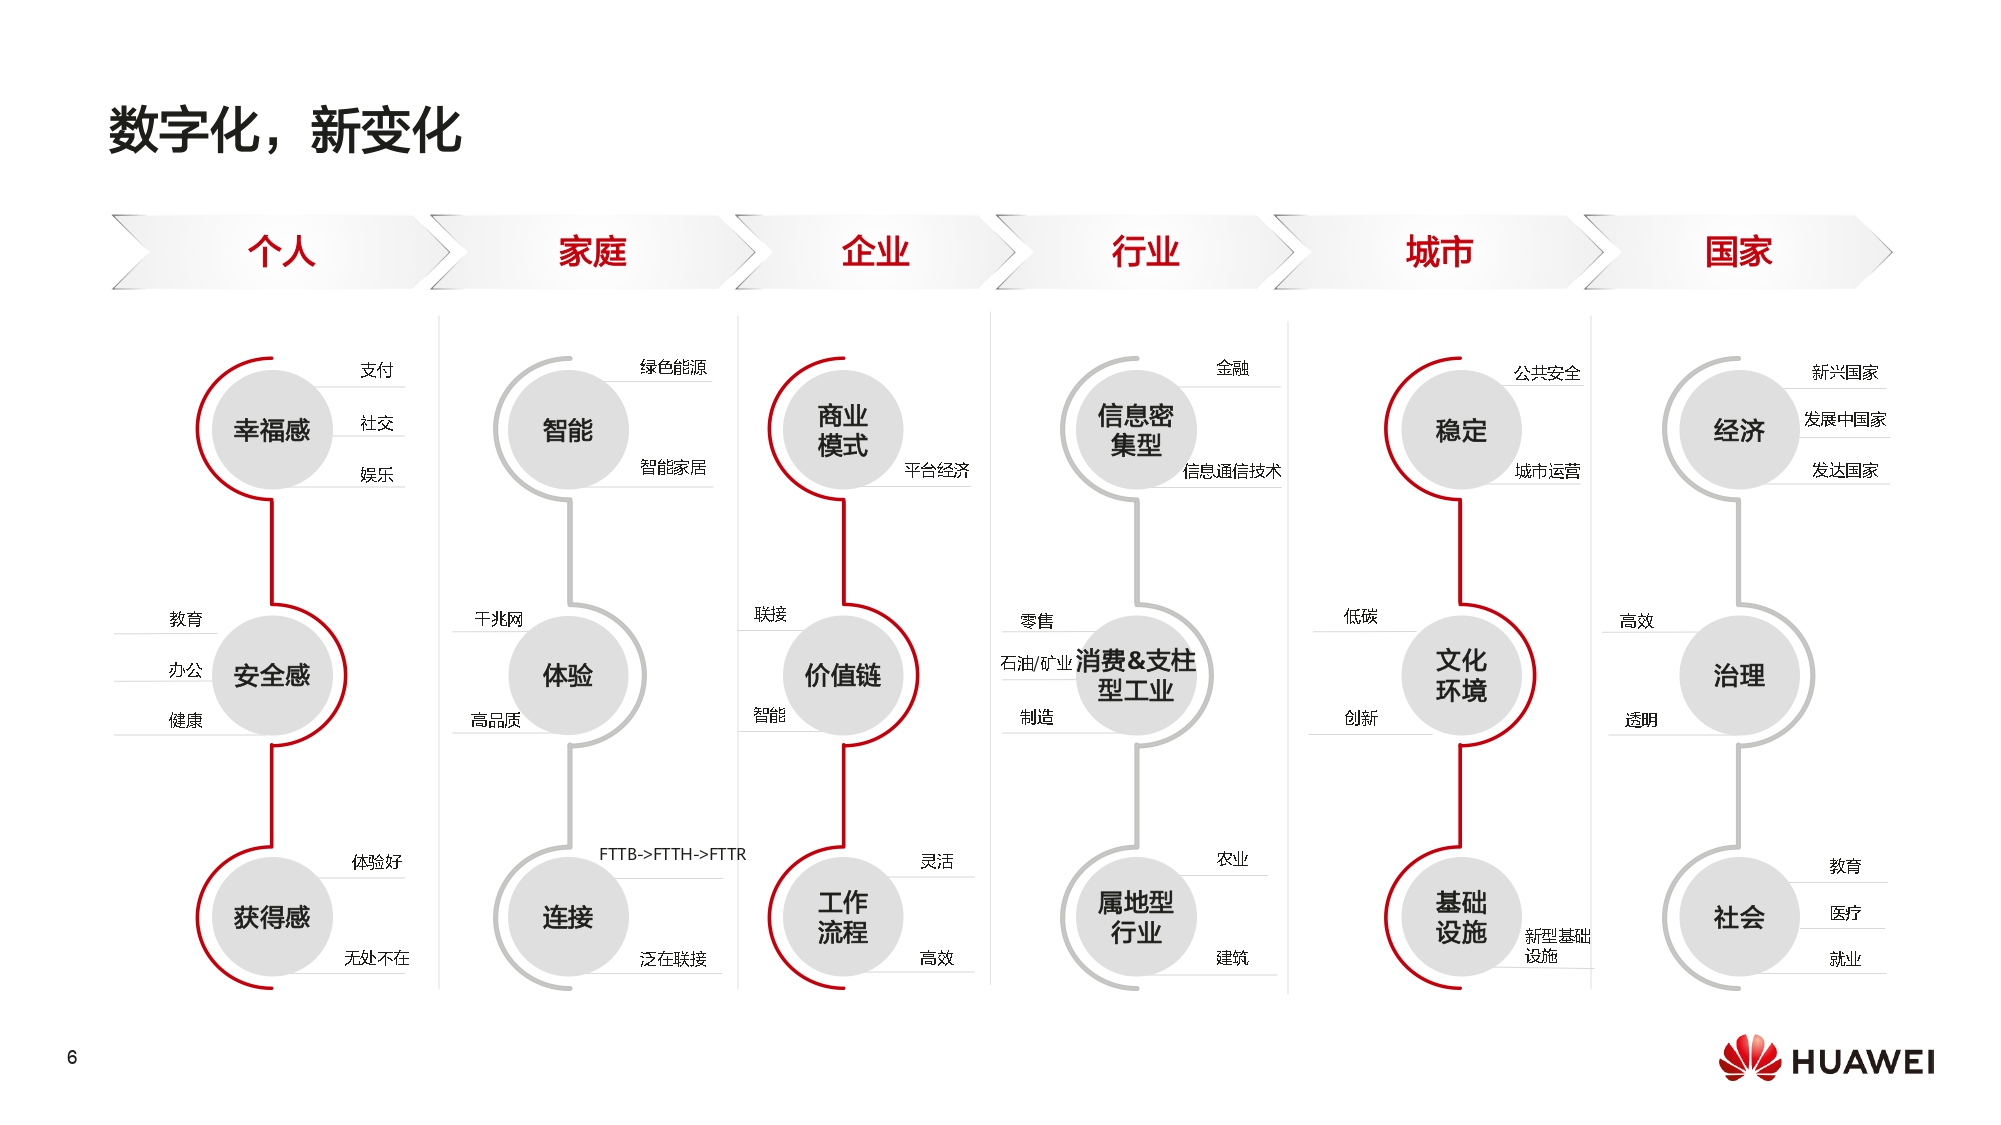 数字化，新变化
个人
家庭
企业
行业
城市
国家
幸福感
支付
社交
娱乐
安全感
教育
办公
健康
获得感
体验好
无处不在
智能
绿色能源
智能家居
体验
千兆网
高品质
连接
FTTB->FTTH->FTTR
泛在联接
商业
模式
平台经济
价值链
联接
智能
工作
流程
灵活
高效
信息密
集型
金融
信息通信技术
消费&支柱
型工业
零售
石油/矿业
制造
属地型
行业
农业
建筑
稳定
公共安全
城市运营
文化
环境
低碳
创新
基础
设施
新型基础
设施
经济
新兴国家
发展中国家
发达国家
治理
高效
透明
社会
教育
医疗
就业
6
HUAWEI